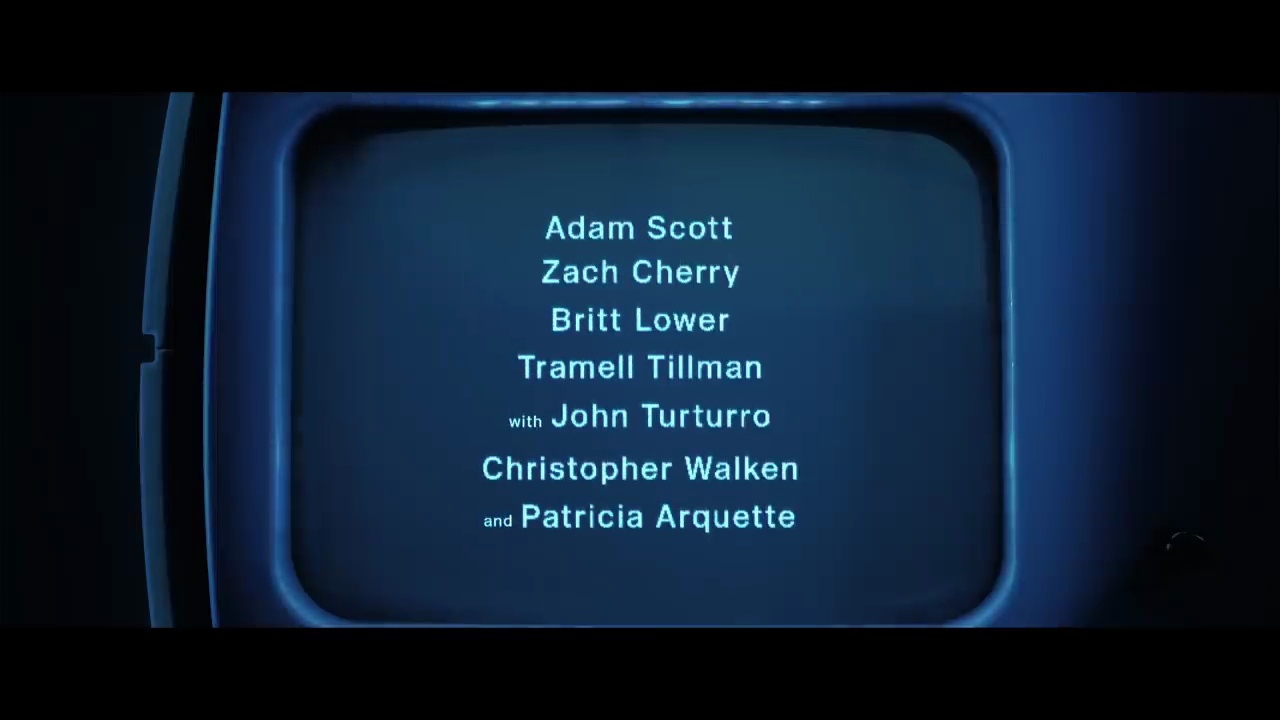 Adam Scott
Zach Cherry
Britt Lower
Tramell Tillman
with John Turturro
Christopher Walken
and Patricia Arquette